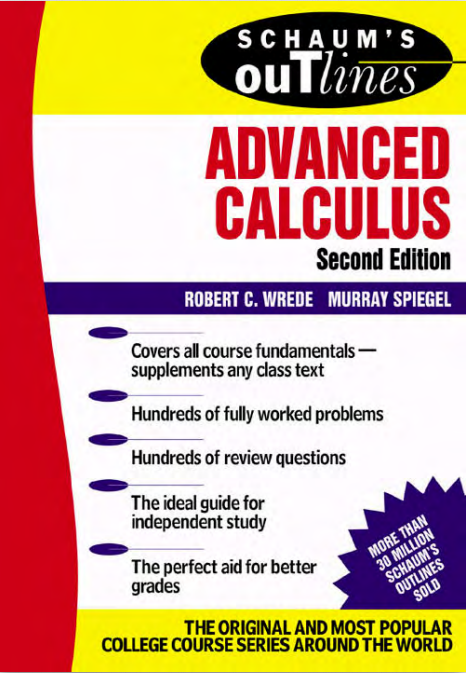 SCHAUM'S
ouTlines
ADVANCED
CALCULUS
Second Edition
ROBERT C. WREDE MURRAY SPIEGEL
Covers all course fundamentals —
supplements any class text
Hundreds of fully worked problems
Hundreds of review questions
The ideal guide for
independent study
The perfect aid for better
grades
MORE THAN
30 MILLION
SCHAUM'S
OUTLINES
SOLD
THE ORIGINAL AND MOST POPULAR
COLLEGE COURSE SERIES AROUND THE WORLD